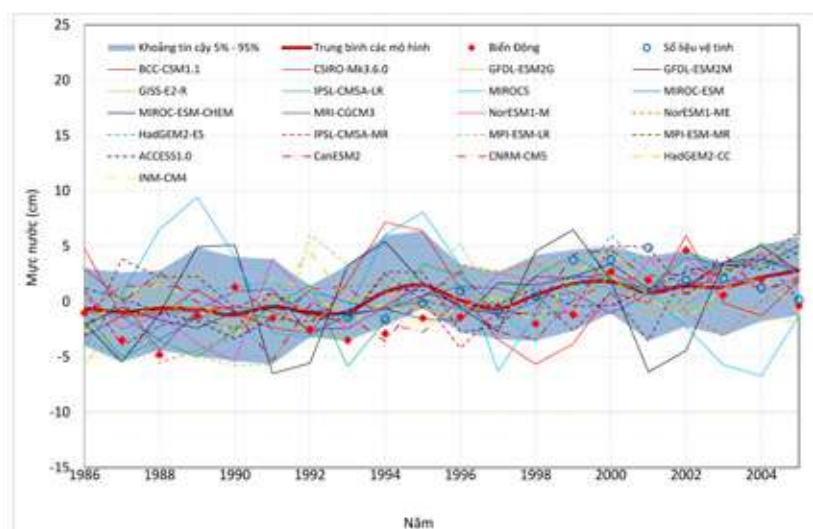 25
20
15
10
5
0
-5
-10
-15
Mực nước (cm)
Khoảng tin cậy 5% - 95% Trung bình các mô hình Biển Đông Số liệu vệ tinh
BCC-CSM1.1 CSIRO-Mk3.6.0 GFDL-ESM2G GFDL-ESM2M
GISS-E2-R IPSL-CM5A-LR MIROC5 MIROC-ESM
MIROC-ESM-CHEM MRI-CGCM3 NorESM1-M NorESM1-ME
HadGEM2-ES IPSL-CM5A-MR MPI-ESM-LR MPI-ESM-MR
ACCESS1.0 CanESM2 CNRM-CM5 HadGEM2-CC
INM-CM4
1986 1988 1990 1992 1994 1996 1998 2000 2002 2004
Năm